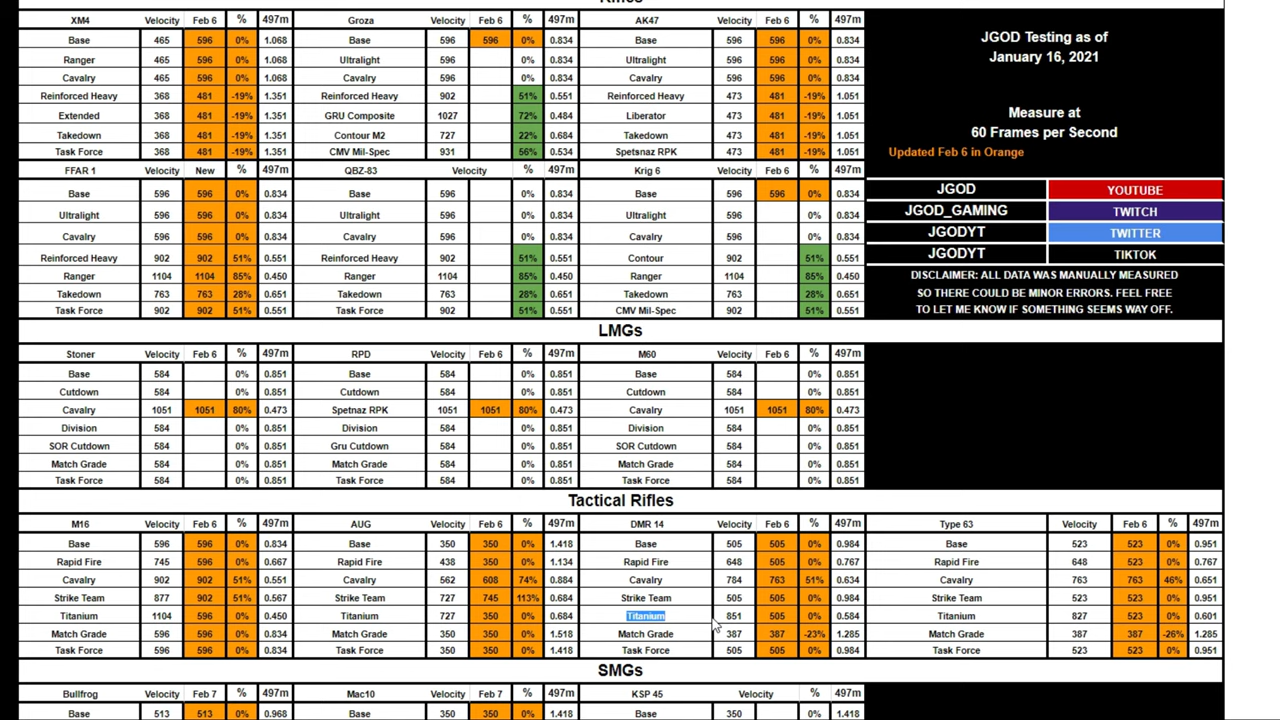 Rifles
XM4 Velocity Feb 6 % 497m Groza Velocity Feb 6 % 497m AK47 Velocity Feb 6 % 497m
Base 465 596 0% 1.068 Base 596 596 0% 0.834 Base 596 596 0% 0.834
Ranger 465 596 0% 1.068 Ultralight 596 0% 0.834 Ultralight 596 596 0% 0.834
Cavalry 465 596 0% 1.068 Cavalry 596 0% 0.834 Cavalry 596 596 0% 0.834
Reinforced Heavy 368 481 -19% 1.351 Reinforced Heavy 902 51% 0.551 Reinforced Heavy 473 481 -19% 1.051
Extended 368 481 -19% 1.351 GRU Composite 1027 72% 0.484 Liberator 473 481 -19% 1.051
Takedown 368 481 -19% 1.351 Contour M2 727 22% 0.684 Takedown 473 481 -19% 1.051
Task Force 368 481 -19% 1.351 CMV Mil-Spec 931 56% 0.534 Spetsnaz RPK 473 481 -19% 1.051
JGOD Testing as of
January 16, 2021
Measure at
60 Frames per Second
Updated Feb 6 in Orange
FFAR 1 Velocity New % 497m QBZ-83 Velocity % 497m Krig 6 Velocity Feb 6 % 497m
Base 596 596 0% 0.834 Base 596 0% 0.834 Base 596 596 0% 0.834
Ultralight 596 596 0% 0.834 Ultralight 596 0% 0.834 Ultralight 596 0% 0.834
Cavalry 596 596 0% 0.834 Cavalry 596 0% 0.834 Cavalry 596 0% 0.834
Reinforced Heavy 902 902 51% 0.551 Reinforced Heavy 902 51% 0.551 Contour 902 51% 0.551
Ranger 1104 1104 85% 0.450 Ranger 1104 85% 0.450 Ranger 1104 85% 0.450
Takedown 763 763 28% 0.651 Takedown 763 28% 0.651 Takedown 763 28% 0.651
Task Force 902 902 51% 0.551 Task Force 902 51% 0.551 CMV Mil-Spec 902 51% 0.551
JGOD YOUTUBE
JGOD_GAMING TWITCH
JGODYT TWITTER
JGODYT TIKTOK
DISCLAIMER: ALL DATA WAS MANUALLY MEASURED
SO THERE COULD BE MINOR ERRORS. FEEL FREE
TO LET ME KNOW IF SOMETHING SEEMS WAY OFF.
LMGs
Stoner Velocity Feb 6 % 497m RPD Velocity Feb 6 % 497m M60 Velocity Feb 6 % 497m
Base 584 0% 0.851 Base 584 0% 0.851 Base 584 0% 0.851
Cutdown 584 0% 0.851 Cutdown 584 0% 0.851 Cutdown 584 0% 0.851
Cavalry 1051 1051 80% 0.473 Spetnaz RPK 1051 1051 80% 0.473 Cavalry 1051 1051 80% 0.473
Division 584 0% 0.851 Division 584 0% 0.851 Division 584 0% 0.851
SOR Cutdown 584 0% 0.851 Gru Cutdown 584 0% 0.851 SOR Cutdown 584 0% 0.851
Match Grade 584 0% 0.851 Match Grade 584 0% 0.851 Match Grade 584 0% 0.851
Task Force 584 0% 0.851 Task Force 584 0% 0.851 Task Force 584 0% 0.851
Tactical Rifles
M16 Velocity Feb 6 % 497m AUG Velocity Feb 6 % 497m DMR 14 Velocity Feb 6 % 497m Type 63 Velocity Feb 6 % 497m
Base 596 596 0% 0.834 Base 350 350 0% 1.418 Base 505 505 0% 0.984 Base 523 523 0% 0.951
Rapid Fire 745 596 0% 0.667 Rapid Fire 438 350 0% 1.134 Rapid Fire 648 505 0% 0.767 Rapid Fire 648 523 0% 0.767
Cavalry 902 902 51% 0.551 Cavalry 562 608 74% 0.884 Cavalry 784 763 51% 0.634 Cavalry 763 763 46% 0.651
Strike Team 877 902 51% 0.567 Strike Team 727 745 113% 0.684 Strike Team 505 505 0% 0.984 Strike Team 523 523 0% 0.951
Titanium 1104 596 0% 0.450 Titanium 727 350 0% 0.684 Titanium 851 505 0% 0.584 Titanium 827 523 0% 0.601
Match Grade 596 596 0% 0.834 Match Grade 350 350 0% 1.518 Match Grade 387 387 -23% 1.285 Match Grade 387 387 -26% 1.285
Task Force 596 596 0% 0.834 Task Force 350 350 0% 1.418 Task Force 505 505 0% 0.984 Task Force 523 523 0% 0.951
SMGs
Bullfrog Velocity Feb 7 % 497m Mac10 Velocity Feb 7 % 497m KSP 45 Velocity % 497m
Base 513 513 0% 0.968 Base 350 350 0% 1.418 Base 350 0% 1.418